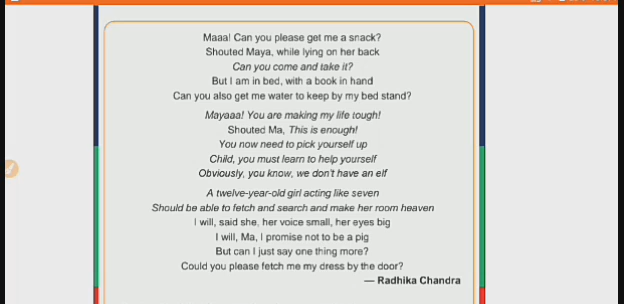 Maaa! Can you please get me a snack?
Shouted Maya, while lying on her back
Can you come and take it?
But I am in bed, with a book in hand
Can you also get me water to keep by my bed stand?
Mayaaa! You are making my life tough!
Shouted Ma, This is enough!
You now need to pick yourself up
Child, you must learn to help yourself
Obviously, you know, we don't have an elf
A twelve-year-old girl acting like seven
Should be able to fetch and search and make her room heaven
I will, said she, her voice small, her eyes big
I will, Ma, I promise not to be a pig
But can I just say one thing more?
Could you please fetch me my dress by the door?
— Radhika Chandra